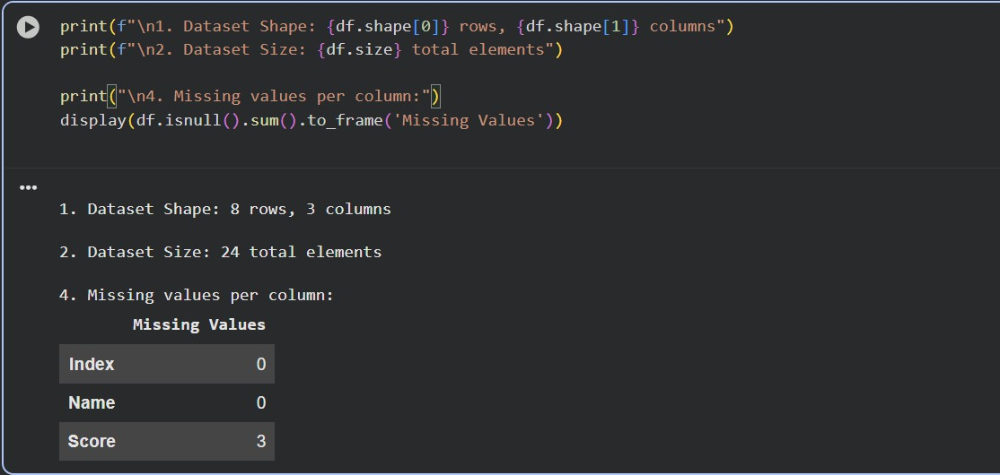 print(f"\n1. Dataset Shape: {df.shape[0]} rows, {df.shape[1]} columns")
print(f"\n2. Dataset Size: {df.size} total elements")
print("\n4. Missing values per column:")
display(df.isnull().sum().to_frame('Missing Values'))
1. Dataset Shape: 8 rows, 3 columns
2. Dataset Size: 24 total elements
4. Missing values per column:
Missing Values
Index 0
Name 0
Score 3